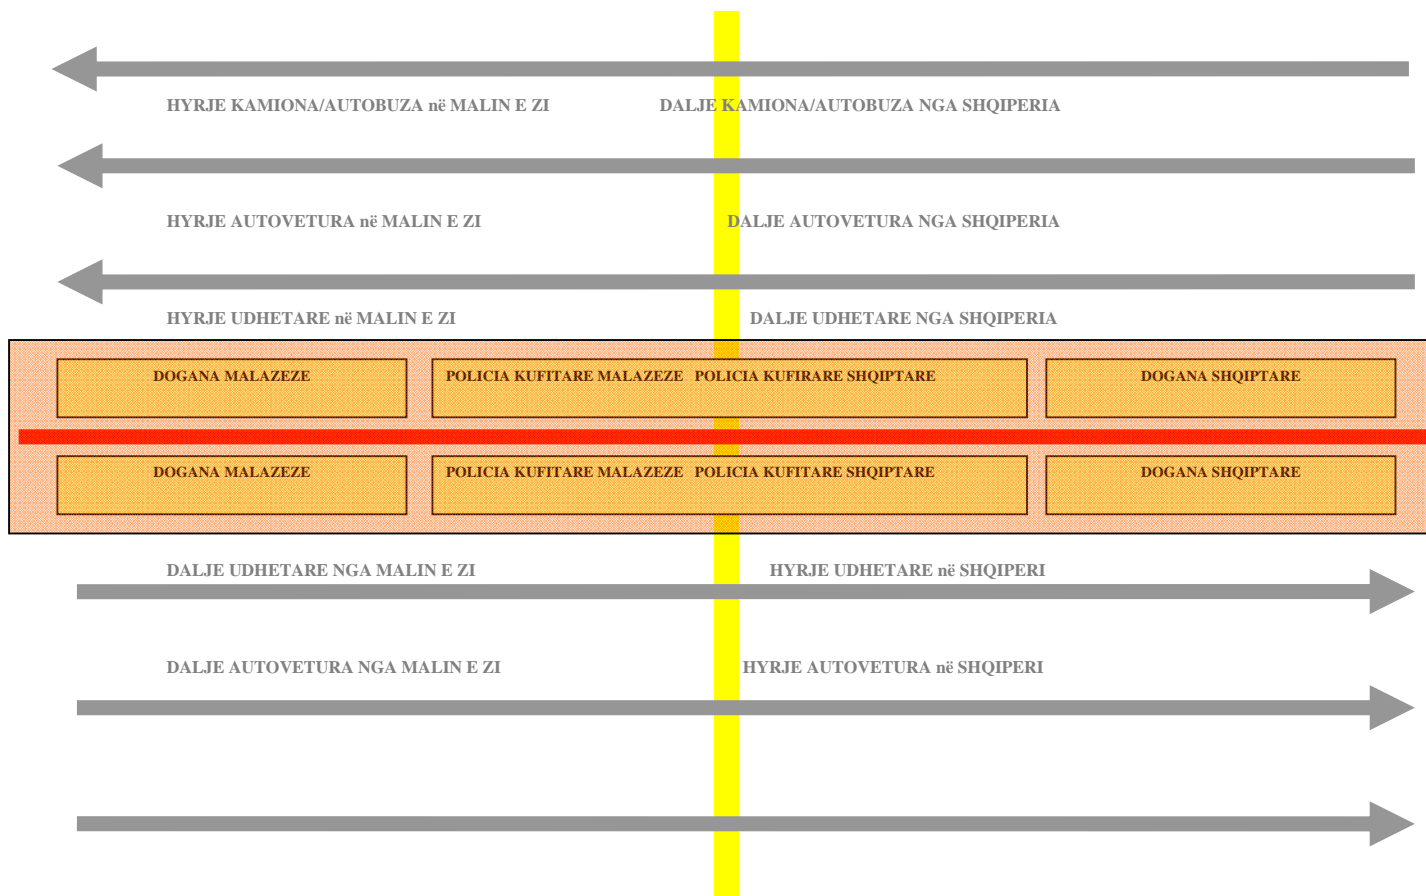 HYRJE KAMIONA/AUTOBUZA në MALIN E ZI DALJE KAMIONA/AUTOBUZA NGA SHQIPERIA
HYRJE AUTOVETURA në MALIN E ZI DALJE AUTOVETURA NGA SHQIPERIA
HYRJE UDHETARE në MALIN E ZI DALJE UDHETARE NGA SHQIPERIA
DOGANA MALAZEZE POLICIA KUFITARE MALAZEZE POLICIA KUFIRARE SHQIPTARE DOGANA SHQIPTARE
DOGANA MALAZEZE POLICIA KUFITARE MALAZEZE POLICIA KUFITARE SHQIPTARE DOGANA SHQIPTARE
DALJE UDHETARE NGA MALIN E ZI HYRJE UDHETARE në SHQIPERI
DALJE AUTOVETURA NGA MALIN E ZI HYRJE AUTOVETURA në SHQIPERI